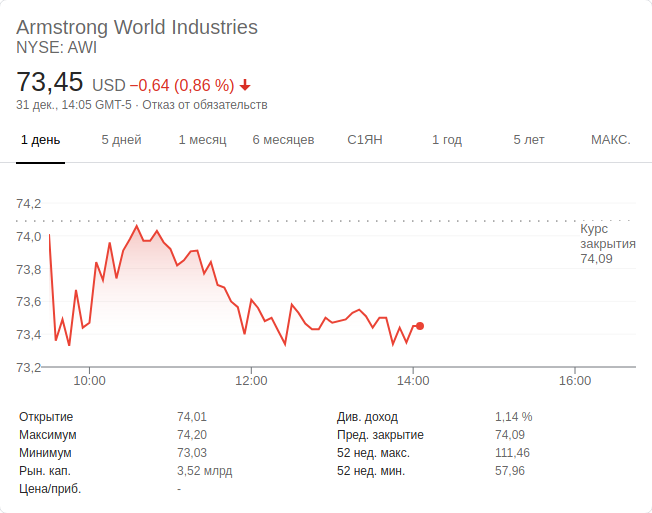 Armstrong World Industries
NYSE: AWI
73,45 USD −0,64 (0,86 %)
31 дек., 14:05 GMT-5 · Отказ от обязательств
1 день 5 дней 1 месяц 6 месяцев С1ЯН 1 год 5 лет МАКС.
74,2
74,0
73,8
73,6
73,4
73,2
Курс
закрытия
74,09
10:00 12:00 14:00 16:00
Открытие 74,01 Див. доход 1,14 %
Максимум 74,20 Пред. закрытие 74,09
Минимум 73,03 52 нед. макс. 111,46
Рын. кап. 3,52 млрд 52 нед. мин. 57,96
Цена/приб. -